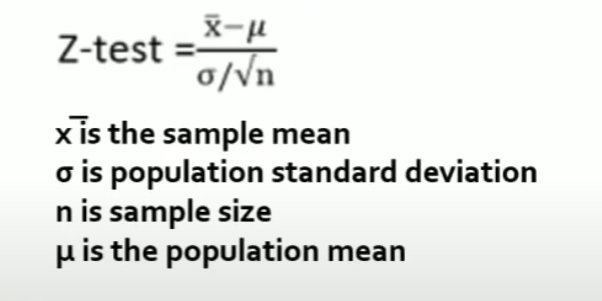 Z-test = x̄−μ / σ/√n
x̄ is the sample mean
σ is population standard deviation
n is sample size
μ is the population mean